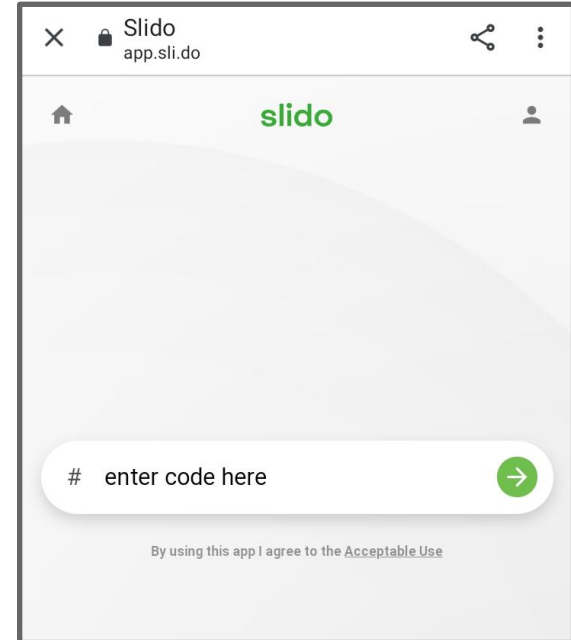 Slido
app.sli.do
slido
# enter code here
By using this app I agree to the Acceptable Use